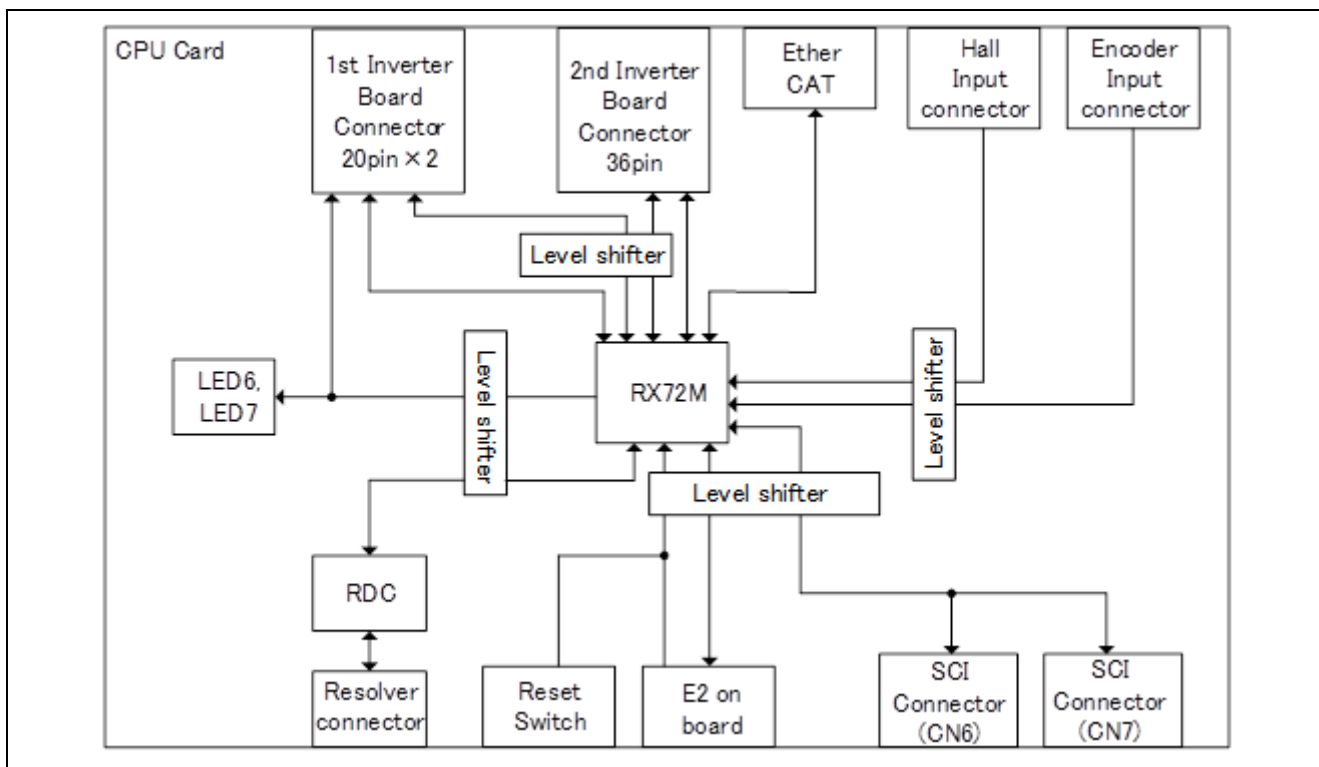 CPU Card
1st Inverter
Board
Connector
20pin × 2
2nd Inverter
Board
Connector
36pin
Ether
CAT
Hall
Input
connector
Encoder
Input
connector
Level shifter
LED6,
LED7
Level shifter
RX72M
Level shifter
Level shifter
RDC
Resolver
connector
Reset
Switch
E2 on
board
SCI
Connector
(CN6)
SCI
Connector
(CN7)